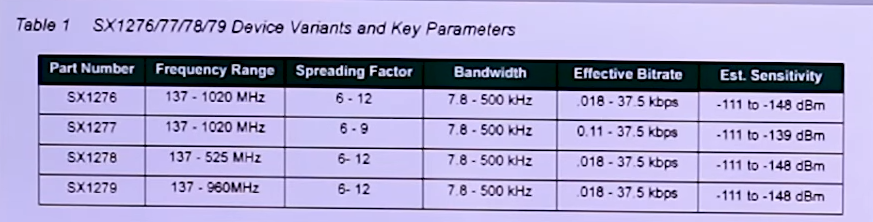 Table 1 SX1276/77/78/79 Device Variants and Key Parameters
Part Number Frequency Range Spreading Factor Bandwidth Effective Bitrate Est. Sensitivity
SX1276 137 - 1020 MHz 6 - 12 7.8 - 500 kHz .018 - 37.5 kbps -111 to -148 dBm
SX1277 137 - 1020 MHz 6 - 9 7.8 - 500 kHz 0.11 - 37.5 kbps -111 to -139 dBm
SX1278 137 - 525 MHz 6- 12 7.8 - 500 kHz .018 - 37.5 kbps -111 to -148 dBm
SX1279 137 - 960MHz 6- 12 7.8 - 500 kHz .018 - 37.5 kbps -111 to -148 dBm